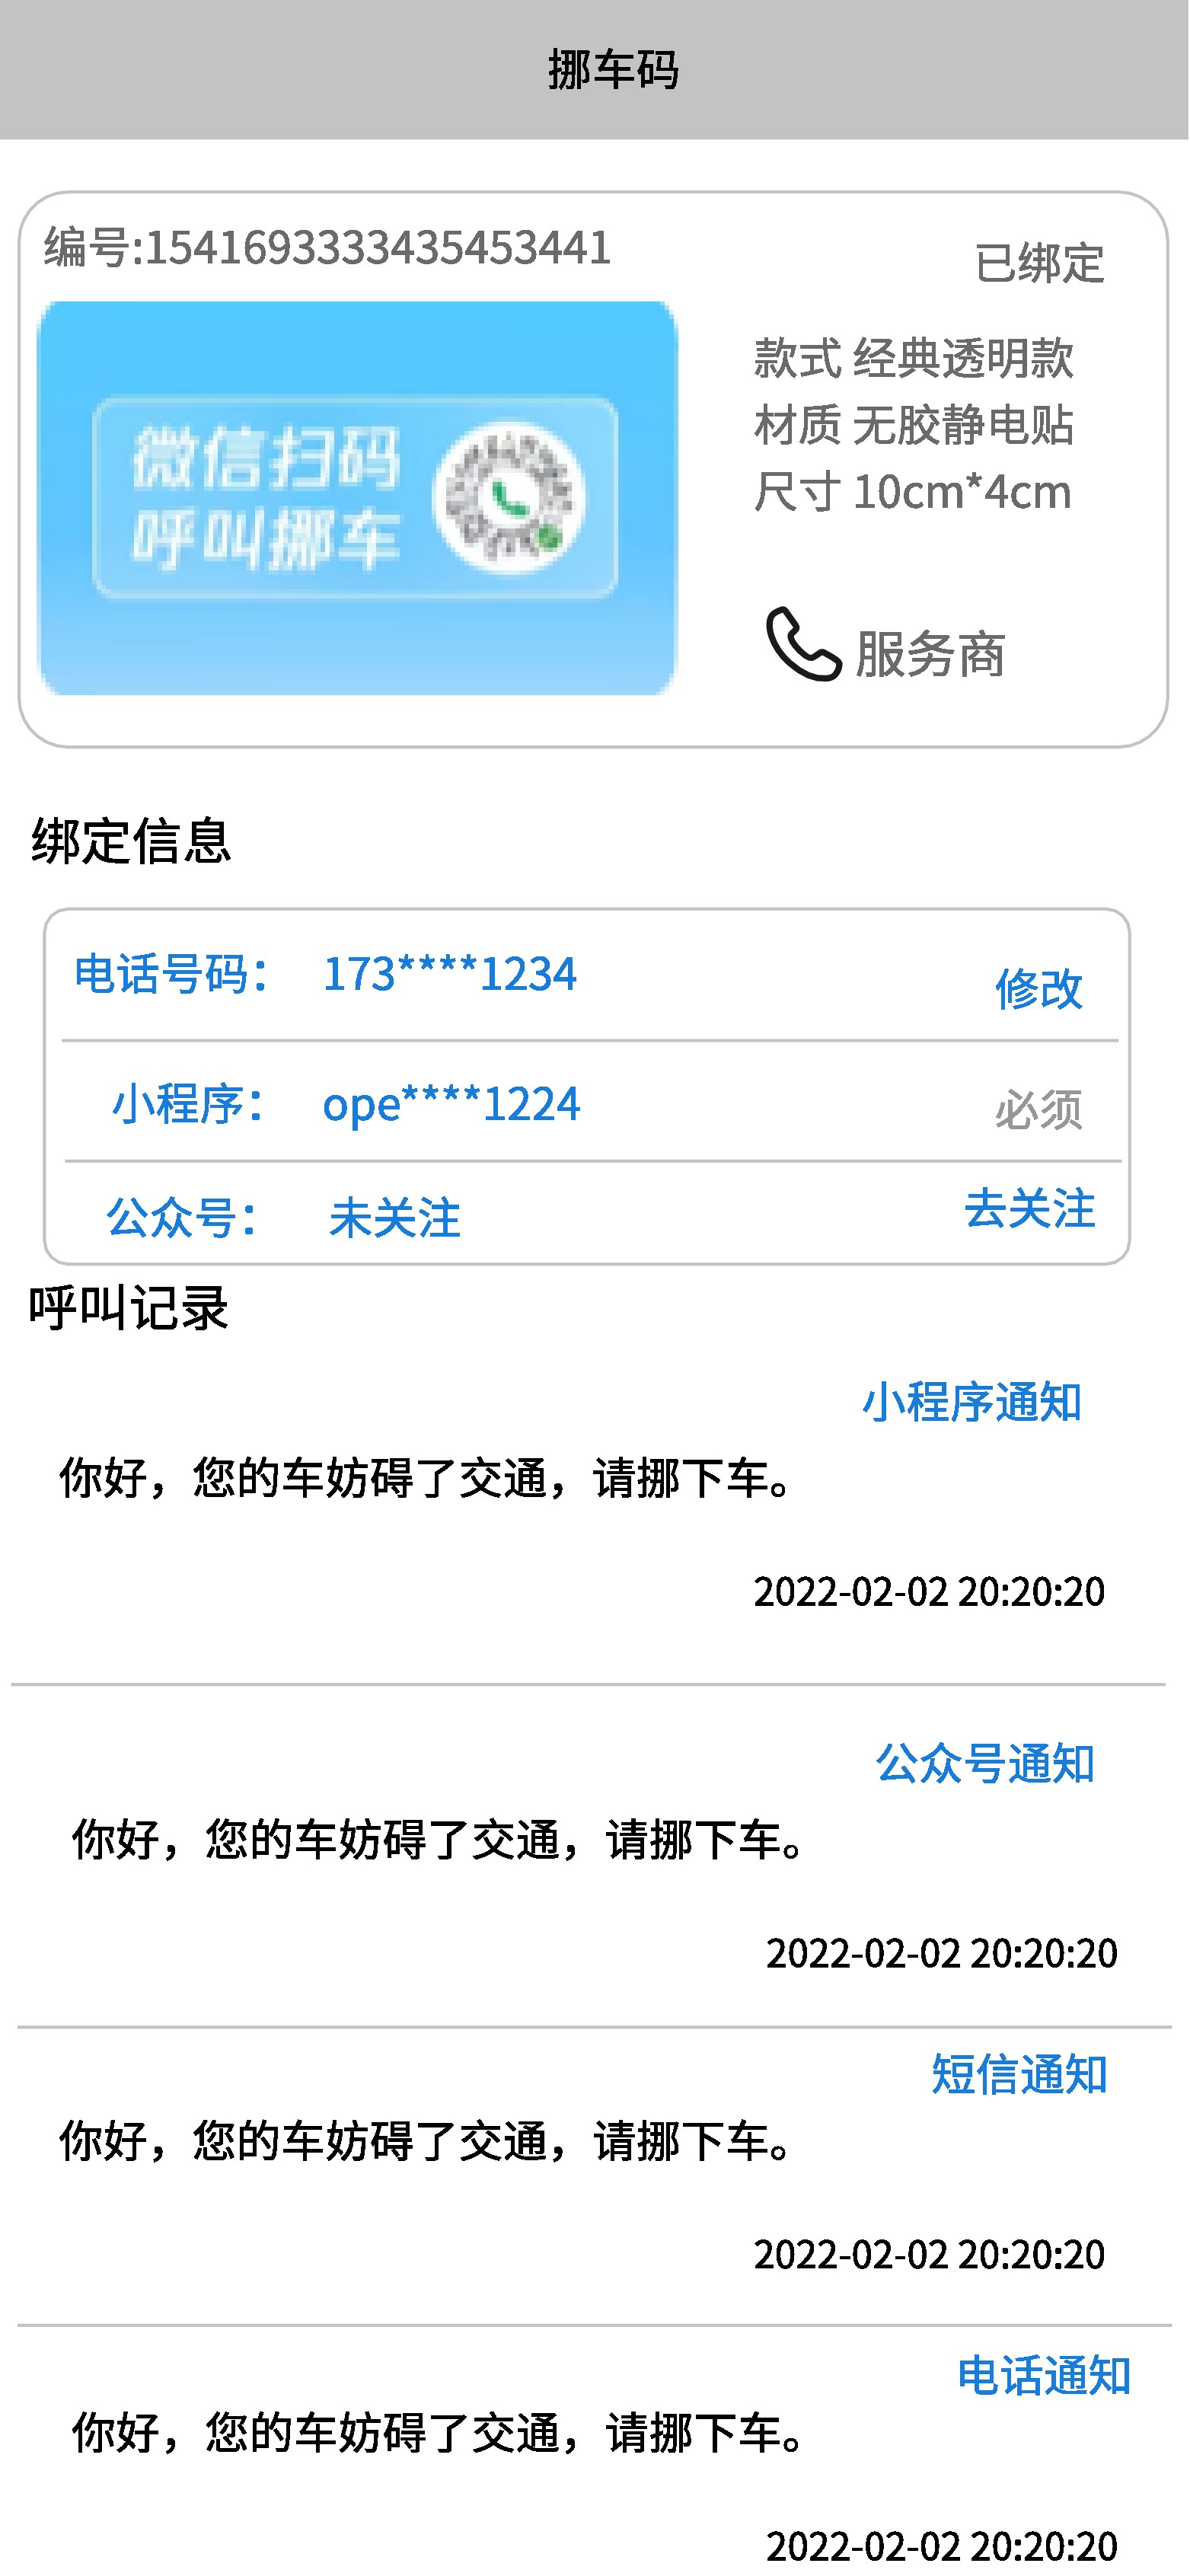 挪车码
编号:1541693333435453441
已绑定
微信扫码
呼叫挪车
款式 经典透明款
材质 无胶静电贴
尺寸 10cm*4cm
服务商
绑定信息
电话号码： 173****1234 修改
小程序： ope****1224 必须
公众号： 未关注 去关注
呼叫记录
小程序通知
你好，您的车妨碍了交通，请挪下车。
2022-02-02 20:20:20
公众号通知
你好，您的车妨碍了交通，请挪下车。
2022-02-02 20:20:20
短信通知
你好，您的车妨碍了交通，请挪下车。
2022-02-02 20:20:20
电话通知
你好，您的车妨碍了交通，请挪下车。
2022-02-02 20:20:20